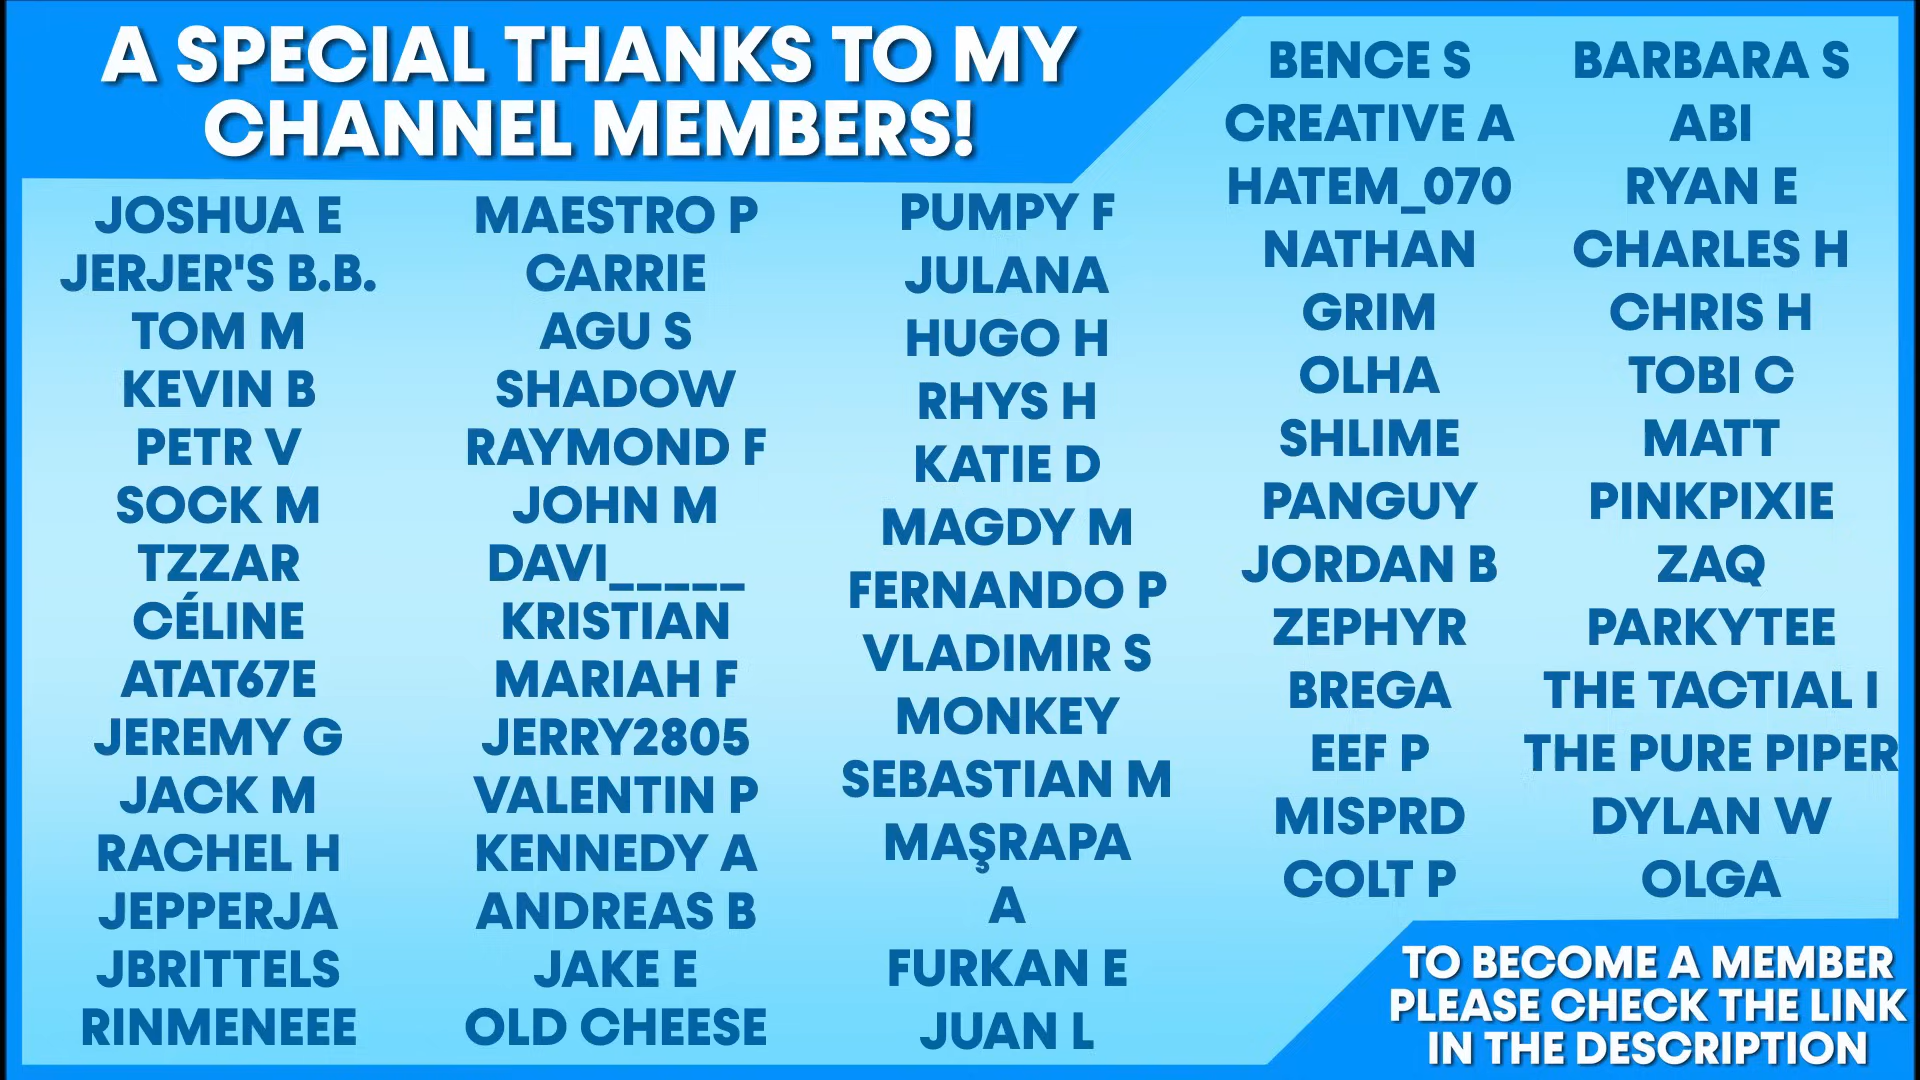 A SPECIAL THANKS TO MY
CHANNEL MEMBERS!
JOSHUA E
JERJER'S B.B.
TOM M
KEVIN B
PETR V
SOCK M
TZZAR
CÉLINE
ATAT67E
JEREMY G
JACK M
RACHEL H
JEPPERJA
JBRITTELS
RINMENEEE
MAESTRO P
CARRIE
AGU S
SHADOW
RAYMOND F
JOHN M
DAVI_____
KRISTIAN
MARIAH F
JERRY2805
VALENTIN P
KENNEDY A
ANDREAS B
JAKE E
OLD CHEESE
PUMPY F
JULANA
HUGO H
RHYS H
KATIE D
MAGDY M
FERNANDO P
VLADIMIR S
MONKEY
SEBASTIAN M
MAŞRAPA
A
FURKAN E
JUAN L
BENCE S
CREATIVE A
HATEM_070
NATHAN
GRIM
OLHA
SHLIME
PANGUY
JORDAN B
ZEPHYR
BREGA
EEF P
MISPRD
COLT P
BARBARA S
ABI
RYAN E
CHARLES H
CHRIS H
TOBI C
MATT
PINKPIXIE
ZAQ
PARKYTEE
THE TACTIAL I
THE PURE PIPER
DYLAN W
OLGA
TO BECOME A MEMBER
PLEASE CHECK THE LINK
IN THE DESCRIPTION